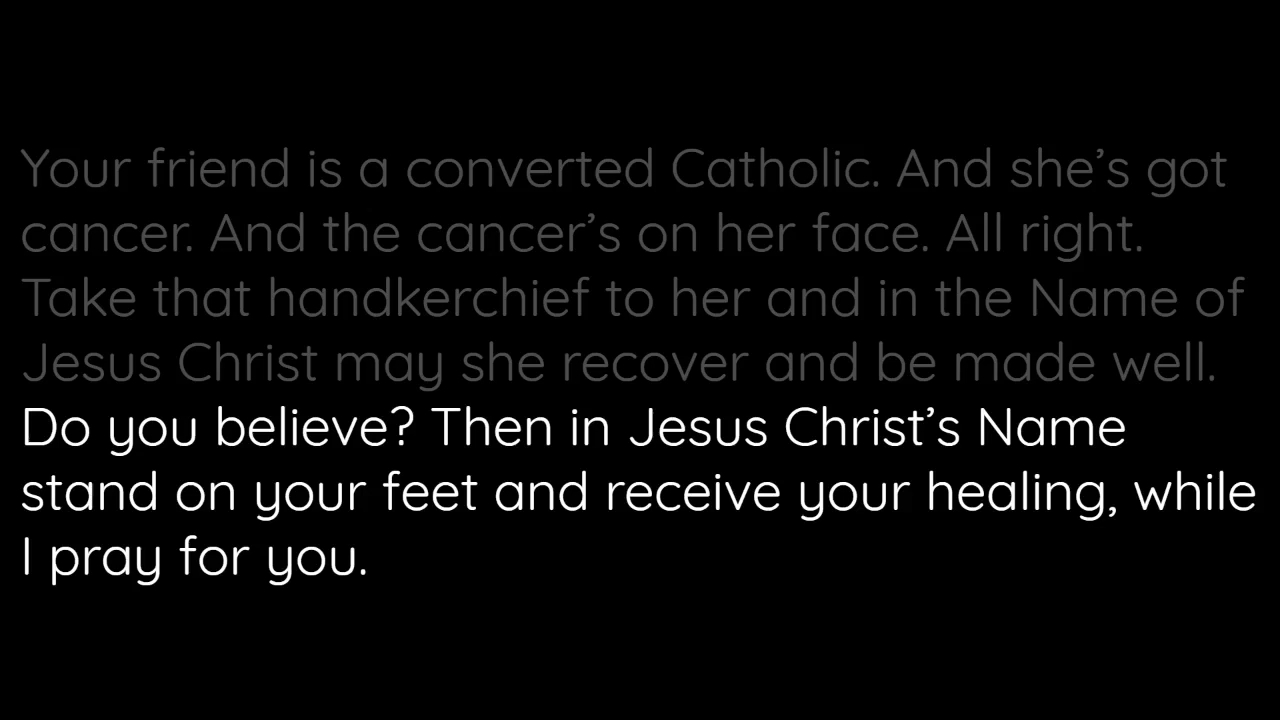 Your friend is a converted Catholic. And she’s got
cancer. And the cancer’s on her face. All right.
Take that handkerchief to her and in the Name of
Jesus Christ may she recover and be made well.
Do you believe? Then in Jesus Christ’s Name
stand on your feet and receive your healing, while
I pray for you.